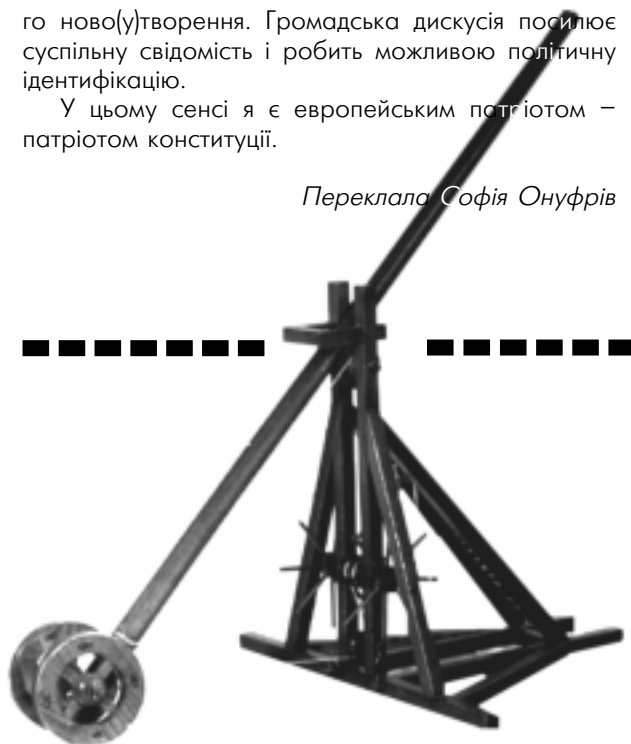 го ново(у)творення. Громадська дискусія посилює
суспільну свідомість і робить можливою політичну
ідентифікацію.
У цьому сенсі я є європейським патріотом –
патріотом конституції.
Переклала Софія Онуфрів